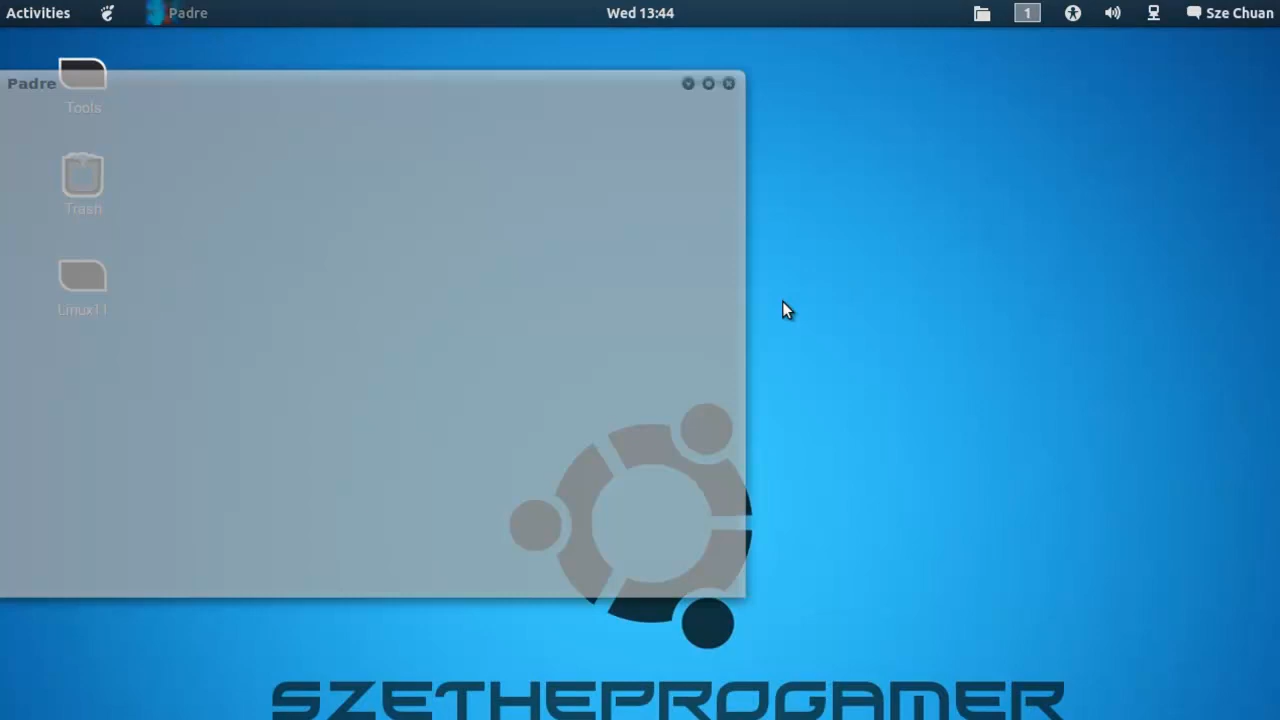 Activities Padre Wed 13:44 1 Sze Chuan
Padre
Tools
Trash
Linux11
SZETHEPROGAMER